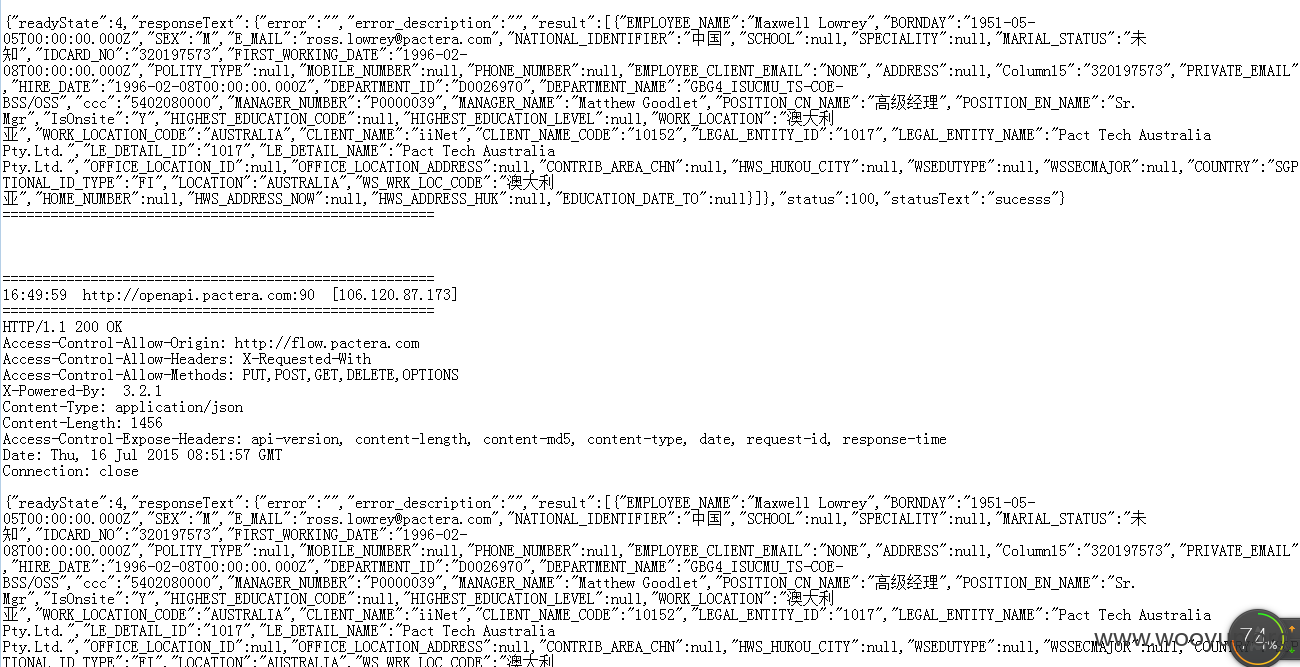 {"readyState":4,"responseText":{"error":"","error_description":"","result":[{"EMPLOYEE_NAME":"Maxwell Lowrey","BORNDAY":"1951-05-
05T00:00:00.000Z","SEX":"M","E_MAIL":"ross.lowrey@pactera.com","NATIONAL_IDENTIFIER":"中国","SCHOOL":null,"SPECIALITY":null,"MARIAL_STATUS":"未
知","IDCARD_NO":"320197573","FIRST_WORKING_DATE":"1996-02-
08T00:00:00.000Z","POLITY_TYPE":null,"MOBILE_NUMBER":null,"PHONE_NUMBER":null,"EMPLOYEE_CLIENT_EMAIL":"NONE","ADDRESS":null,"Column15":"320197573","PRIVATE_EMAIL"
,"HIRE_DATE":"1996-02-08T00:00:00.000Z","DEPARTMENT_ID":"D0026970","DEPARTMENT_NAME":"GBG4_ISUCMU_TS-COE-
BSS/OSS","ccc":"5402080000","MANAGER_NUMBER":"P0000039","MANAGER_NAME":"Matthew Goodlet","POSITION_CN_NAME":"高级经理","POSITION_EN_NAME":"Sr.
Mgr","IsOnsite":"Y","HIGHEST_EDUCATION_CODE":null,"HIGHEST_EDUCATION_LEVEL":null,"WORK_LOCATION":"澳大利
亚","WORK_LOCATION_CODE":"AUSTRALIA","CLIENT_NAME":"iiNet","CLIENT_NAME_CODE":"10152","LEGAL_ENTITY_ID":"1017","LEGAL_ENTITY_NAME":"Pact Tech Australia
Pty.Ltd.","LE_DETAIL_ID":"1017","LE_DETAIL_NAME":"Pact Tech Australia
Pty.Ltd.","OFFICE_LOCATION_ID":null,"OFFICE_LOCATION_ADDRESS":null,"CONTRIB_AREA_CHN":null,"HWS_HUKOU_CITY":null,"WSEDUTYPE":null,"WSSECMAJOR":null,"COUNTRY":"SGP
TIONAL_ID_TYPE":"FI","LOCATION":"AUSTRALIA","WS_WRK_LOC_CODE":"澳大利
亚","HOME_NUMBER":null,"HWS_ADDRESS_NOW":null,"HWS_ADDRESS_HUK":null,"EDUCATION_DATE_TO":null}]},"status":100,"statusText":"sucesss"}
======================================================
======================================================
16:49:59  http://openapi.pactera.com:90  [106.120.87.173]
======================================================
HTTP/1.1 200 OK
Access-Control-Allow-Origin: http://flow.pactera.com
Access-Control-Allow-Headers: X-Requested-With
Access-Control-Allow-Methods: PUT,POST,GET,DELETE,OPTIONS
X-Powered-By:  3.2.1
Content-Type: application/json
Content-Length: 1456
Access-Control-Expose-Headers: api-version, content-length, content-md5, content-type, date, request-id, response-time
Date: Thu, 16 Jul 2015 08:51:57 GMT
Connection: close
{"readyState":4,"responseText":{"error":"","error_description":"","result":[{"EMPLOYEE_NAME":"Maxwell Lowrey","BORNDAY":"1951-05-
05T00:00:00.000Z","SEX":"M","E_MAIL":"ross.lowrey@pactera.com","NATIONAL_IDENTIFIER":"中国","SCHOOL":null,"SPECIALITY":null,"MARIAL_STATUS":"未
知","IDCARD_NO":"320197573","FIRST_WORKING_DATE":"1996-02-
08T00:00:00.000Z","POLITY_TYPE":null,"MOBILE_NUMBER":null,"PHONE_NUMBER":null,"EMPLOYEE_CLIENT_EMAIL":"NONE","ADDRESS":null,"Column15":"320197573","PRIVATE_EMAIL"
,"HIRE_DATE":"1996-02-08T00:00:00.000Z","DEPARTMENT_ID":"D0026970","DEPARTMENT_NAME":"GBG4_ISUCMU_TS-COE-
BSS/OSS","ccc":"5402080000","MANAGER_NUMBER":"P0000039","MANAGER_NAME":"Matthew Goodlet","POSITION_CN_NAME":"高级经理","POSITION_EN_NAME":"Sr.
Mgr","IsOnsite":"Y","HIGHEST_EDUCATION_CODE":null,"HIGHEST_EDUCATION_LEVEL":null,"WORK_LOCATION":"澳大利
亚","WORK_LOCATION_CODE":"AUSTRALIA","CLIENT_NAME":"iiNet","CLIENT_NAME_CODE":"10152","LEGAL_ENTITY_ID":"1017","LEGAL_ENTITY_NAME":"Pact Tech Australia
Pty.Ltd.","LE_DETAIL_ID":"1017","LE_DETAIL_NAME":"Pact Tech Australia
Pty.Ltd.","OFFICE_LOCATION_ID":null,"OFFICE_LOCATION_ADDRESS":null,"CONTRIB_AREA_CHN":null,"HWS_HUKOU_CITY":null,"WSEDUTYPE":null,"WSSECMAJOR":null,
TIONAL_ID_TYPE":"FI","LOCATION":"AUSTRALIA","WS_WRK_LOC_CODE":"澳大利
74%